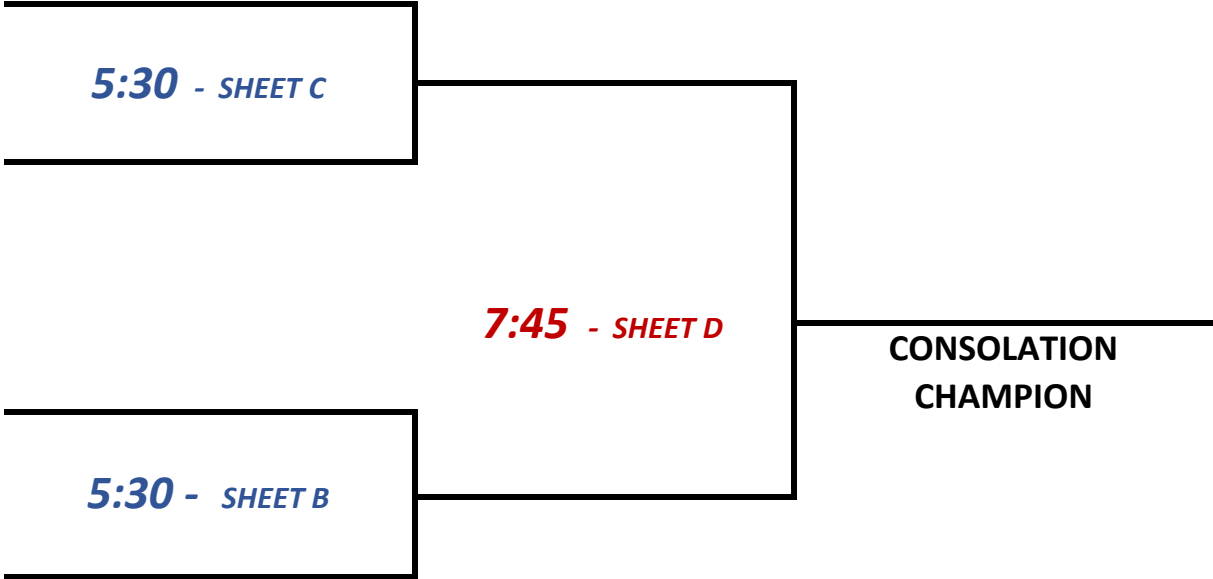 5:30 - SHEET C
7:45 - SHEET D
CONSOLATION
CHAMPION
5:30 - SHEET B